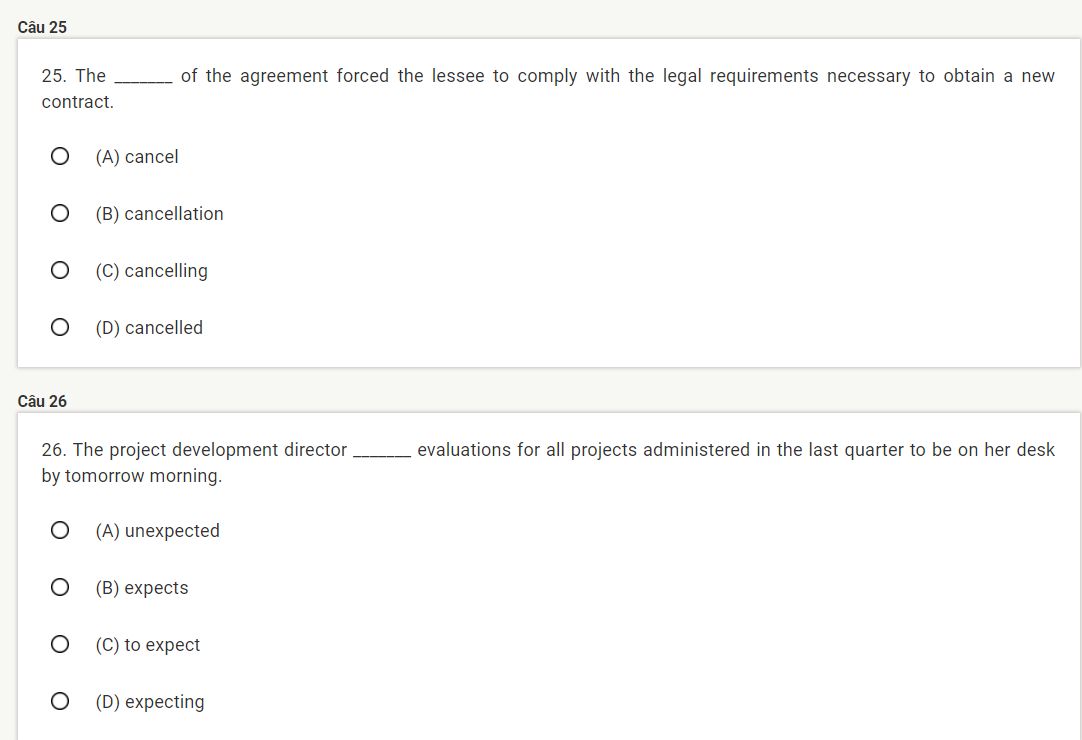 Câu 25
25. The _______ of the agreement forced the lessee to comply with the legal requirements necessary to obtain a new
contract.
(A) cancel
(B) cancellation
(C) cancelling
(D) cancelled
Câu 26
26. The project development director _______ evaluations for all projects administered in the last quarter to be on her desk
by tomorrow morning.
(A) unexpected
(B) expects
(C) to expect
(D) expecting